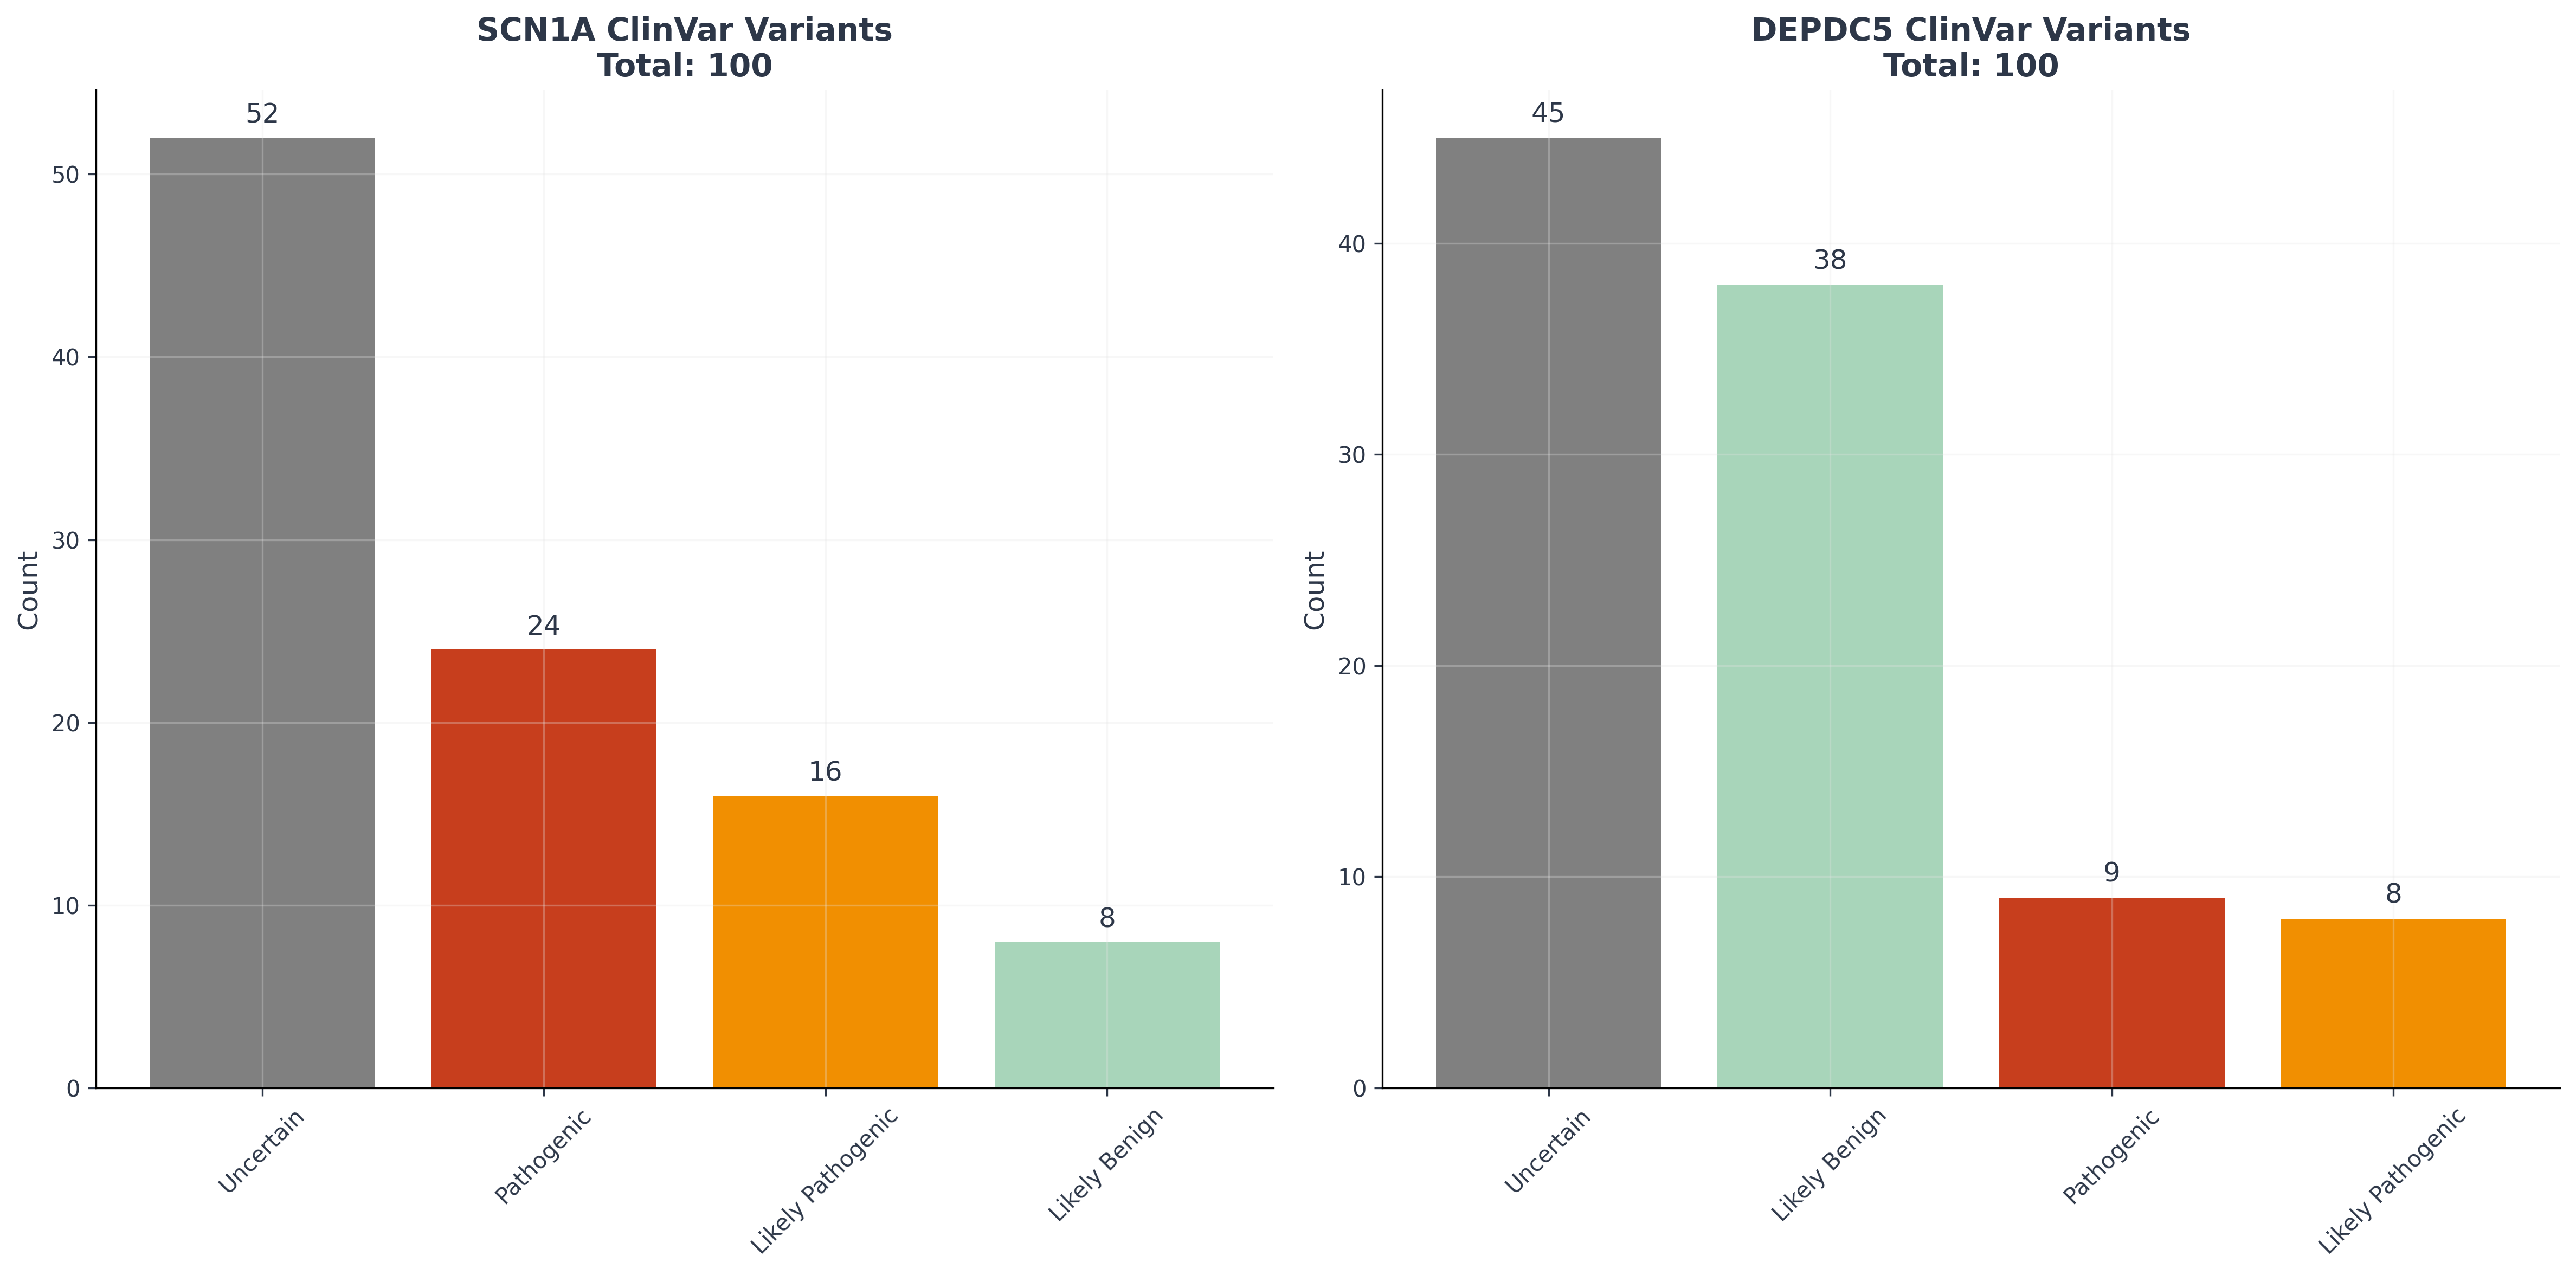 SCN1A ClinVar Variants
Total: 100
52
24
16
8
50
40
30
20
10
0
Count
Uncertain
Pathogenic
Likely Pathogenic
Likely Benign
DEPDC5 ClinVar Variants
Total: 100
45
38
9
8
40
30
20
10
0
Count
Uncertain
Likely Benign
Pathogenic
Likely Pathogenic